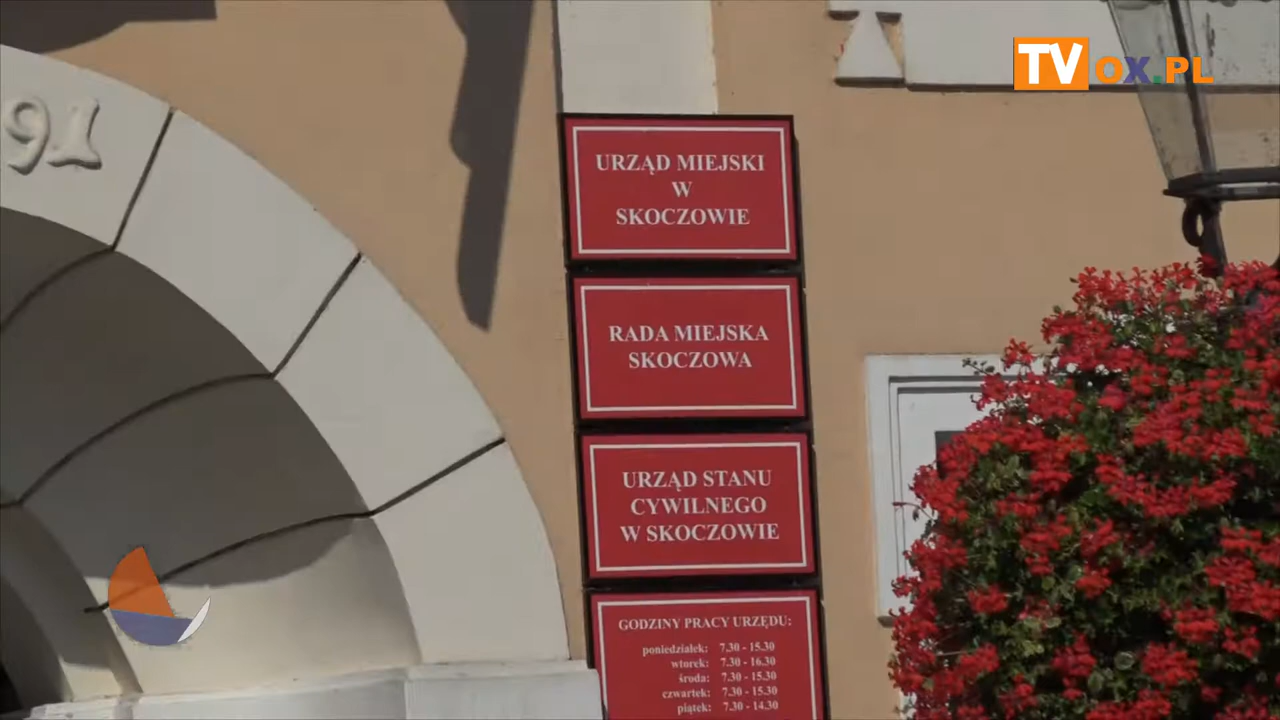 TVOX.PL
91
URZĄD MIEJSKI
W
SKOCZOWIE
RADA MIEJSKA
SKOCZOWA
URZĄD STANU
CYWILNEGO
W SKOCZOWIE
GODZINY PRACY URZĘDU:
poniedziałek: 7.30 - 15.30
wtorek: 7.30 - 16.30
środa: 7.30 - 15.30
czwartek: 7.30 - 15.30
piątek: 7.30 - 14.30